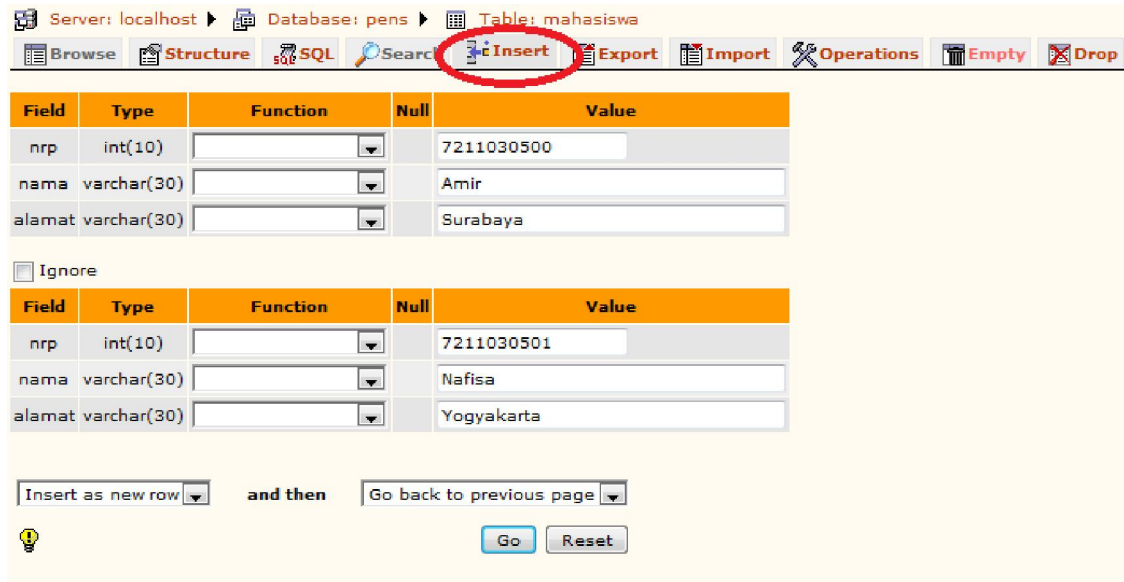 Server: localhost Database: pens Table: mahasiswa
Browse Structure SQL Search Insert Export Import Operations Empty Drop
Field Type Function Null Value
nrp int(10) 7211030500
nama varchar(30) Amir
alamat varchar(30) Surabaya
Ignore
Field Type Function Null Value
nrp int(10) 7211030501
nama varchar(30) Nafisa
alamat varchar(30) Yogyakarta
Insert as new row and then Go back to previous page
Go Reset